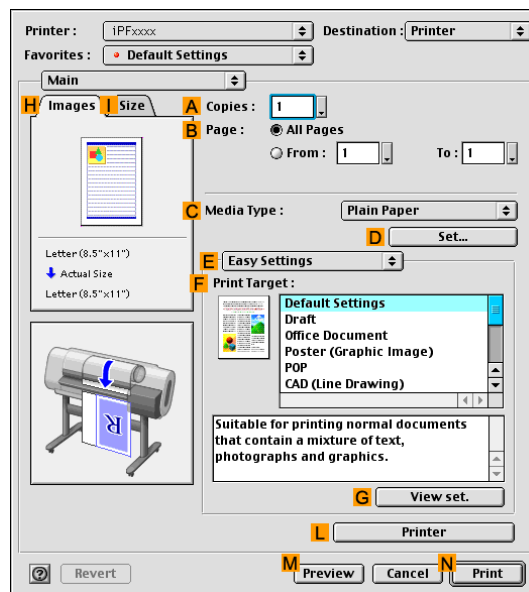 Printer : iPFxxxx Destination : Printer
Favorites : Default Settings
Main
H Images I Size
A Copies : 1
B Page : All Pages
From : 1 To : 1
C Media Type : Plain Paper
D Set...
Letter (8.5"x11")
Actual Size
Letter (8.5"x11")
E Easy Settings
F Print Target :
Default Settings
Draft
Office Document
Poster (Graphic Image)
POP
CAD (Line Drawing)
R
Suitable for printing normal documents
that contain a mixture of text,
photographs and graphics.
G View set.
L Printer
? Revert M Preview Cancel N Print